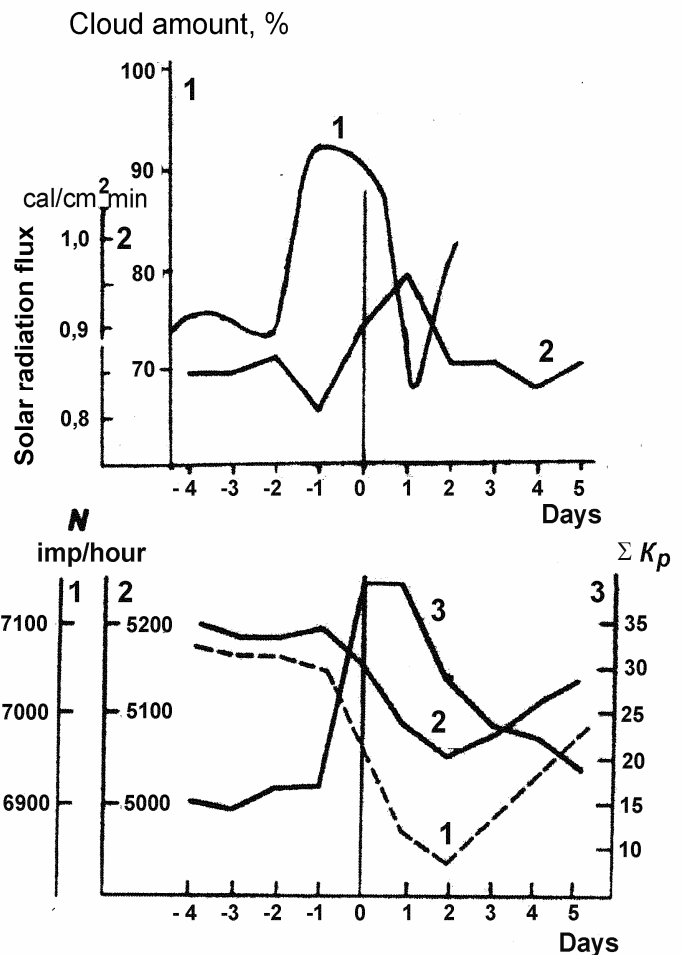 Cloud amount, %
100
1
1
90
cal/cm² min
1,0
2
80
0,9
2
70
0,8
Solar radiation flux
- 4 -3 -2 -1 0 1 2 3 4 5
Days
N
imp/hour
Σ Kp
1 2 3
7100 5200 3 35
30
7000 5100 2 25
20
6900 5000 15
1
10
- 4 -3 -2 -1 0 1 2 3 4 5
Days